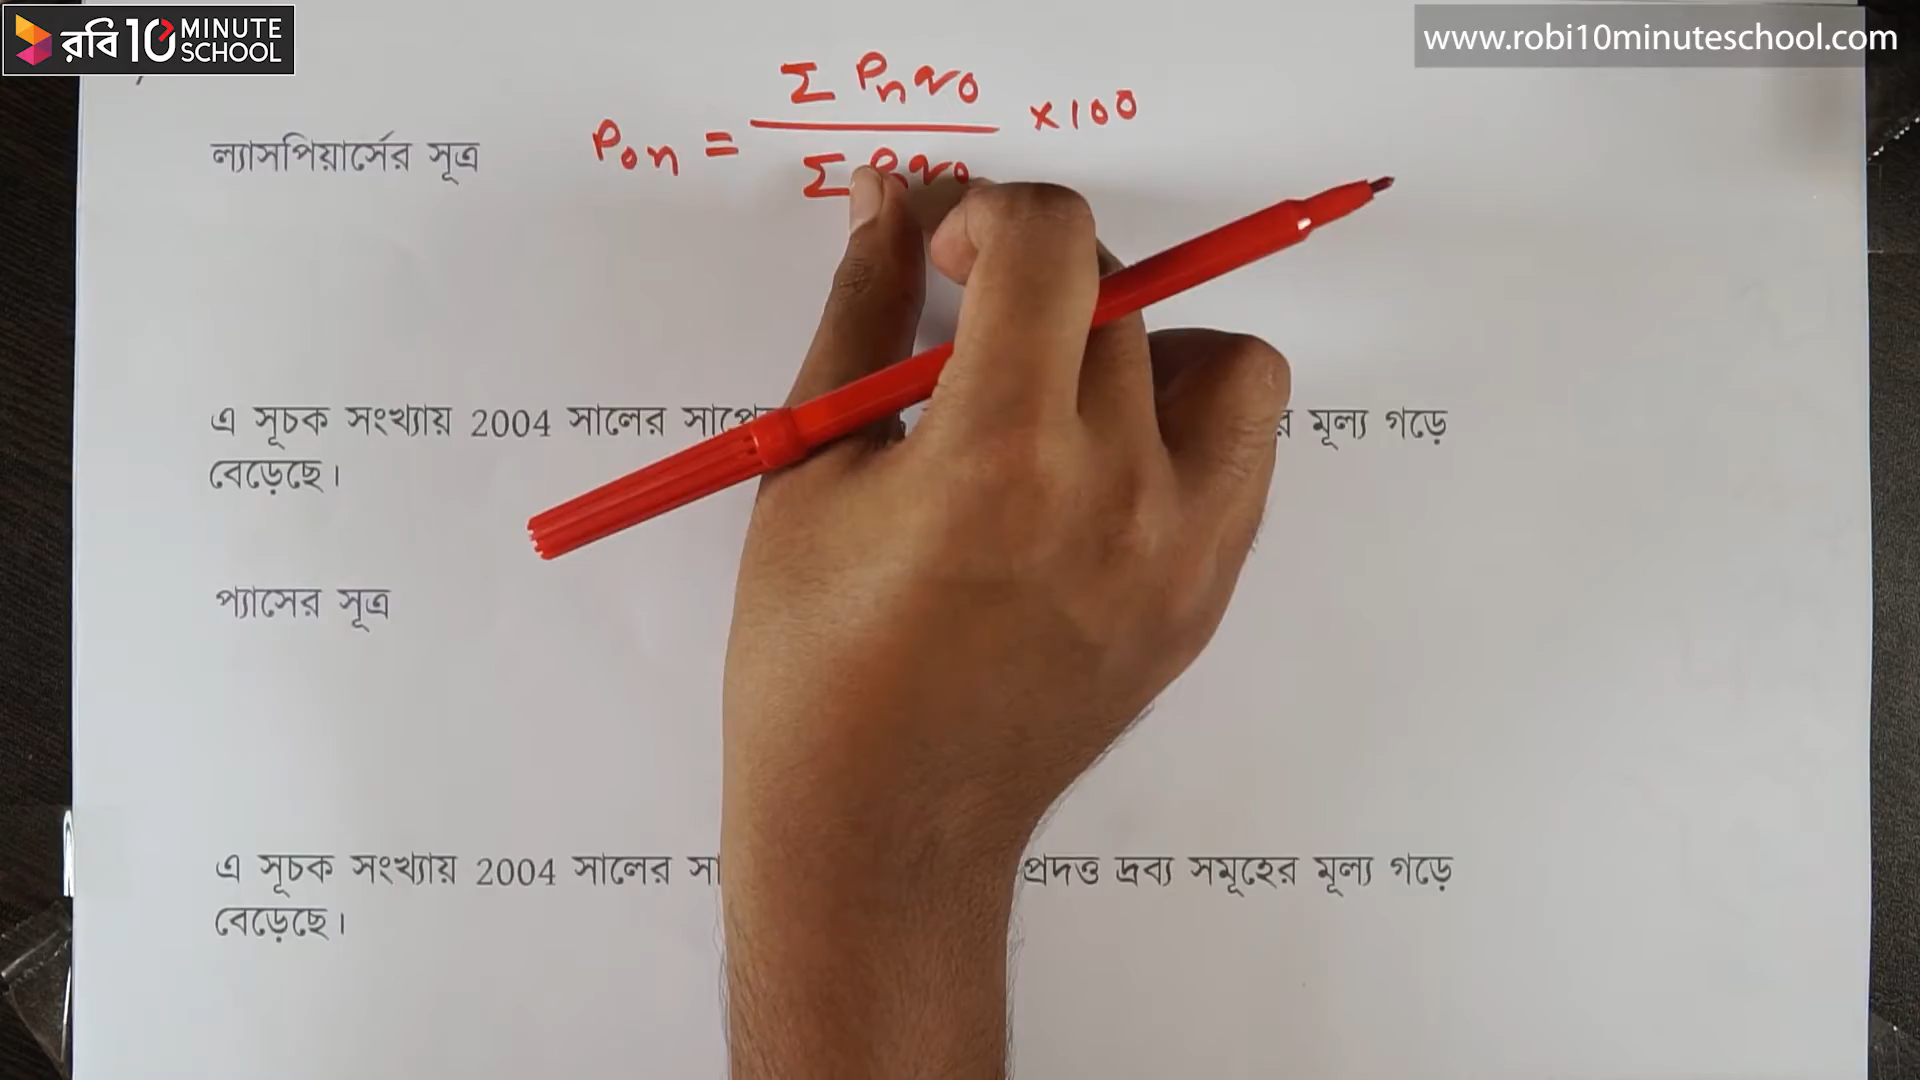 রবি 10 MINUTE SCHOOL
www.robi10minuteschool.com
ল্যাসপিয়ার্সের সূত্র P₀ₙ = Σ Pₙq₀ / Σ P₀q₀ × 100
এ সূচক সংখ্যায় 2004 সালের মূল্য গড়ে
বেড়েছে।
প্যাসের সূত্র
এ সূচক সংখ্যায় 2004 সালের প্রদত্ত দ্রব্য সমূহের মূল্য গড়ে
বেড়েছে।